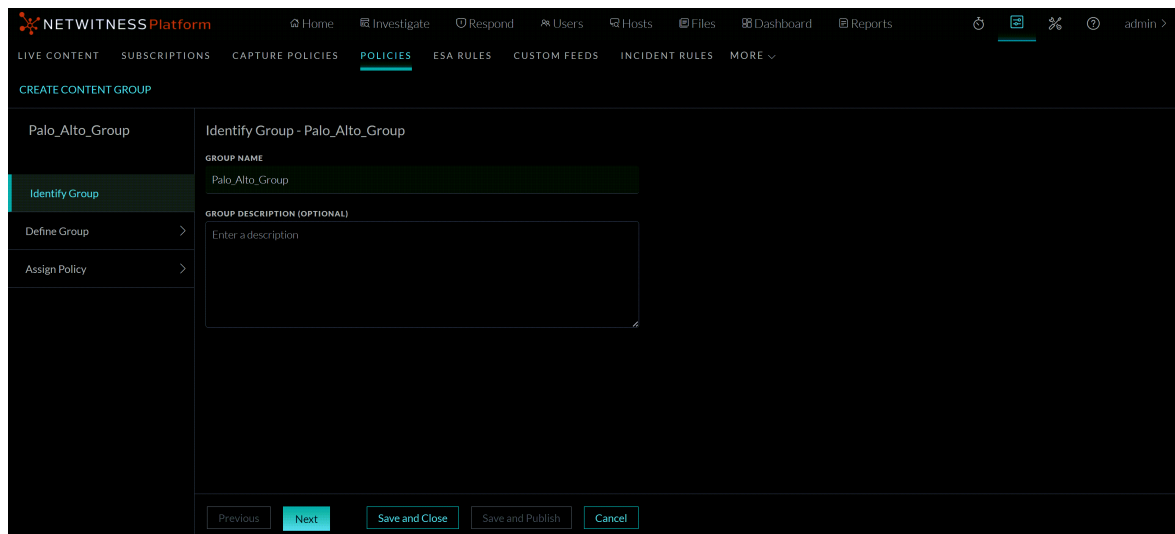 NETWITNESS Platform Home Investigate Respond Users Hosts Files Dashboard Reports admin >
LIVE CONTENT SUBSCRIPTIONS CAPTURE POLICIES POLICIES ESA RULES CUSTOM FEEDS INCIDENT RULES MORE
CREATE CONTENT GROUP
Palo_Alto_Group
Identify Group
Define Group >
Assign Policy >
Identify Group - Palo_Alto_Group
GROUP NAME
Palo_Alto_Group
GROUP DESCRIPTION (OPTIONAL)
Enter a description
Previous Next Save and Close Save and Publish Cancel